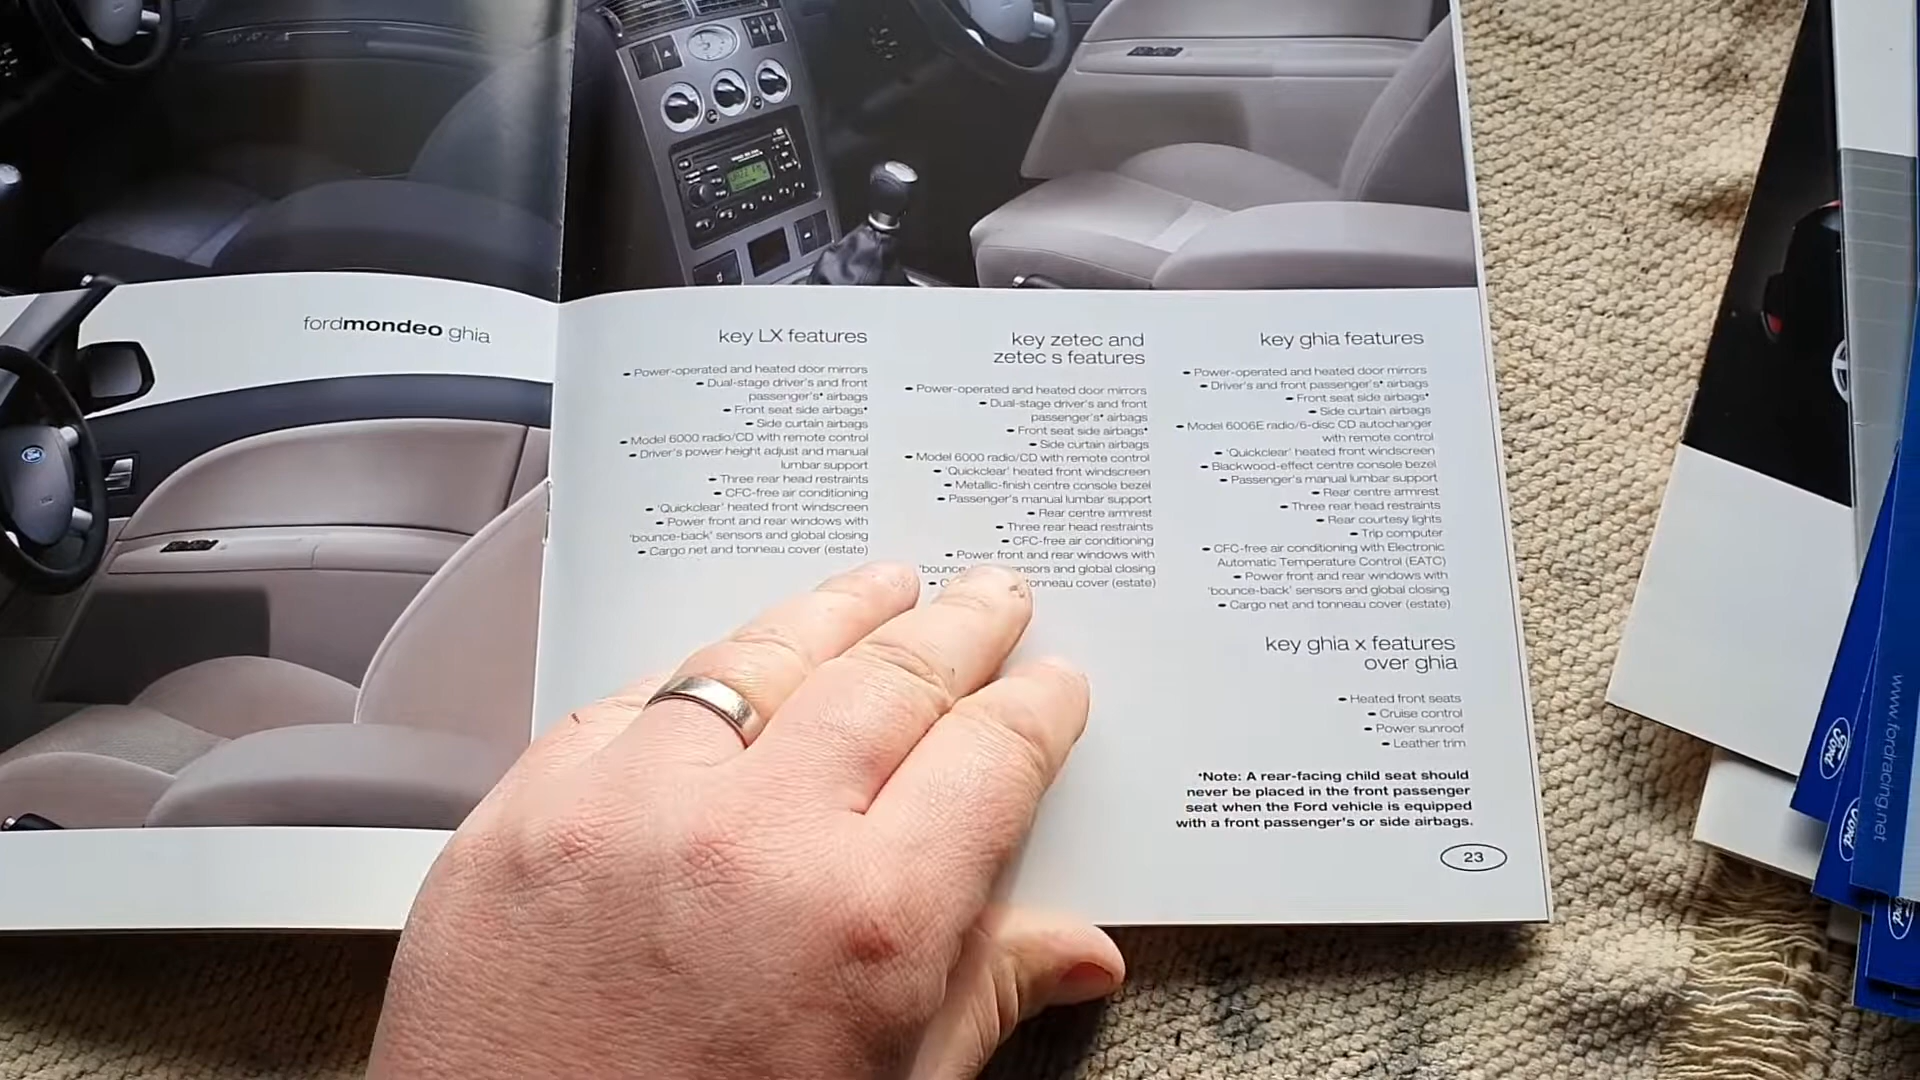 fordmondeo ghia
key LX features
Power-operated and heated door mirrors
Dual-stage driver's and front
passenger's* airbags
Front seat side airbags*
Side curtain airbags
Model 6000 radio/CD with remote control
Driver's power height adjust and manual
lumbar support
Three rear head restraints
CFC-free air conditioning
'Quickclear' heated front windscreen
Power front and rear windows with
'bounce-back' sensors and global closing
Cargo net and tonneau cover (estate)
key zetec and
zetec s features
Power-operated and heated door mirrors
Dual-stage driver's and front
passenger's* airbags
Front seat side airbags*
Side curtain airbags
Model 6000 radio/CD with remote control
'Quickclear' heated front windscreen
Metallic-finish centre console bezel
Passenger's manual lumbar support
Rear centre armrest
Three rear head restraints
CFC-free air conditioning
Power front and rear windows with
'bounce- and global closing
tonneau cover (estate)
key ghia features
Power-operated and heated door mirrors
Driver's and front passenger's* airbags
Front seat side airbags*
Side curtain airbags
Model 6006E radio/6-disc CD autochanger
with remote control
'Quickclear' heated front windscreen
Blackwood-effect centre console bezel
Passenger's manual lumbar support
Rear centre armrest
Three rear head restraints
Rear courtesy lights
Trip computer
CFC-free air conditioning with Electronic
Automatic Temperature Control (EATC)
Power front and rear windows with
'bounce-back' sensors and global closing
Cargo net and tonneau cover (estate)
key ghia x features
over ghia
Heated front seats
Cruise control
Power sunroof
Leather trim
*Note: A rear-facing child seat should
never be placed in the front passenger
seat when the Ford vehicle is equipped
with a front passenger's or side airbags.
23
www.fordracing.net
Ford
Ford
Ford
Ford